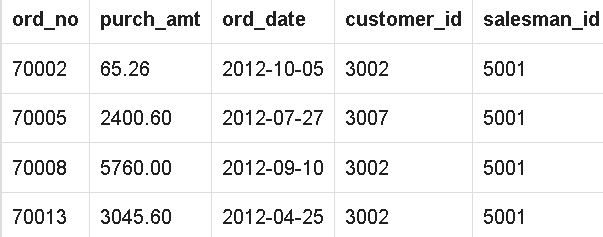 ord_no purch_amt ord_date customer_id salesman_id
70002 65.26 2012-10-05 3002 5001
70005 2400.60 2012-07-27 3007 5001
70008 5760.00 2012-09-10 3002 5001
70013 3045.60 2012-04-25 3002 5001